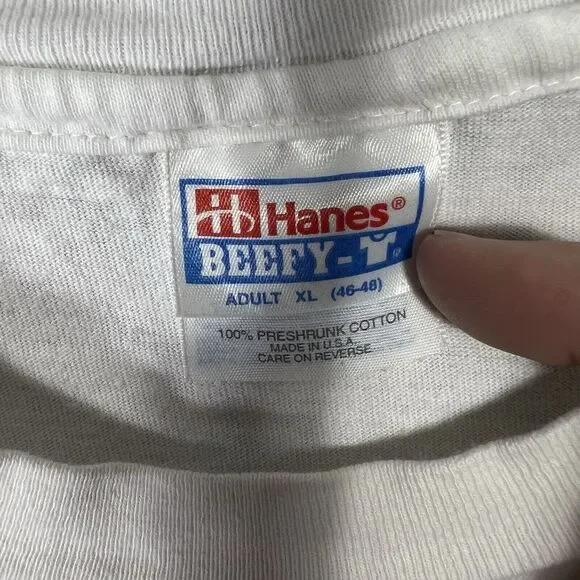 Hanes®
BEEFY-T®
ADULT XL (46-48)
100% PRESHRUNK COTTON
MADE IN U.S.A.
CARE ON REVERSE